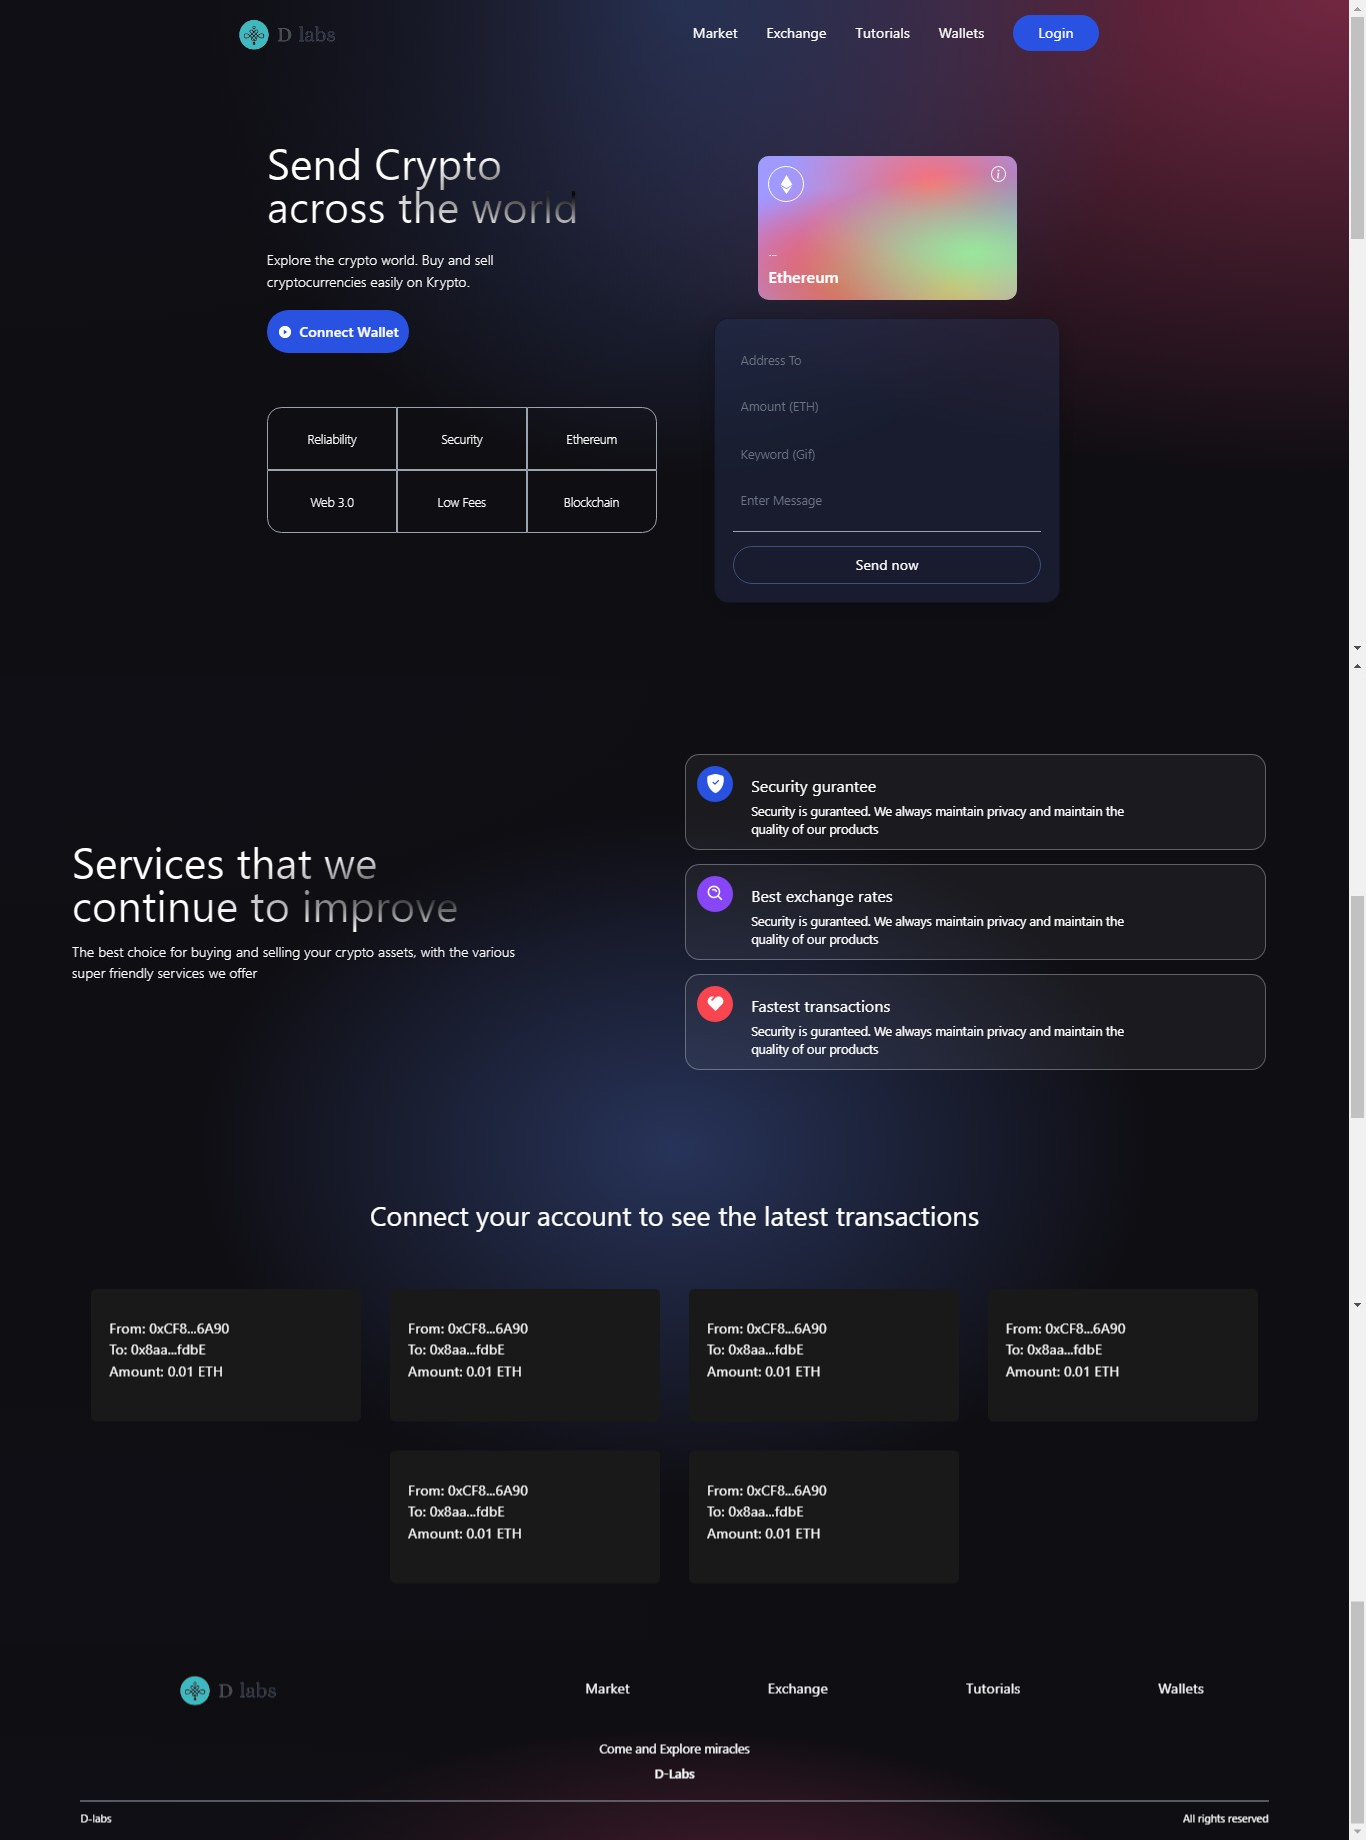 D labs
Market Exchange Tutorials Wallets Login
Send Crypto
across the world
Explore the crypto world. Buy and sell
cryptocurrencies easily on Krypto.
Connect Wallet
Reliability Security Ethereum
Web 3.0 Low Fees Blockchain
...
Ethereum
Address To
Amount (ETH)
Keyword (Gif)
Enter Message
Send now
Services that we
continue to improve
The best choice for buying and selling your crypto assets, with the various
super friendly services we offer
Security gurantee
Security is guranteed. We always maintain privacy and maintain the
quality of our products
Best exchange rates
Security is guranteed. We always maintain privacy and maintain the
quality of our products
Fastest transactions
Security is guranteed. We always maintain privacy and maintain the
quality of our products
Connect your account to see the latest transactions
From: 0xCF8...6A90
To: 0x8aa...fdbE
Amount: 0.01 ETH
From: 0xCF8...6A90
To: 0x8aa...fdbE
Amount: 0.01 ETH
From: 0xCF8...6A90
To: 0x8aa...fdbE
Amount: 0.01 ETH
From: 0xCF8...6A90
To: 0x8aa...fdbE
Amount: 0.01 ETH
From: 0xCF8...6A90
To: 0x8aa...fdbE
Amount: 0.01 ETH
From: 0xCF8...6A90
To: 0x8aa...fdbE
Amount: 0.01 ETH
D labs
Market Exchange Tutorials Wallets
Come and Explore miracles
D-Labs
D-labs
All rights reserved